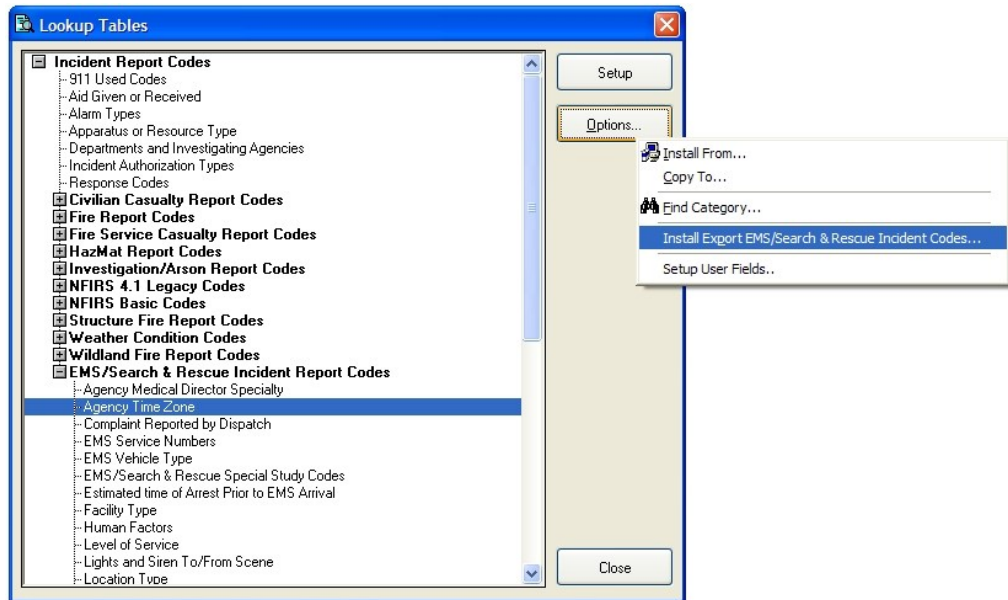 Lookup Tables
Incident Report Codes
911 Used Codes
Aid Given or Received
Alarm Types
Apparatus or Resource Type
Departments and Investigating Agencies
Incident Authorization Types
Response Codes
Civilian Casualty Report Codes
Fire Report Codes
Fire Service Casualty Report Codes
HazMat Report Codes
Investigation/Arson Report Codes
NFIRS 4.1 Legacy Codes
NFIRS Basic Codes
Structure Fire Report Codes
Weather Condition Codes
Wildland Fire Report Codes
EMS/Search & Rescue Incident Report Codes
Agency Medical Director Specialty
Agency Time Zone
Complaint Reported by Dispatch
EMS Service Numbers
EMS Vehicle Type
EMS/Search & Rescue Special Study Codes
Estimated time of Arrest Prior to EMS Arrival
Facility Type
Human Factors
Level of Service
Lights and Siren To/From Scene
Location Type
Setup
Options...
Install From...
Copy To...
Find Category...
Install Export EMS/Search & Rescue Incident Codes...
Setup User Fields..
Close